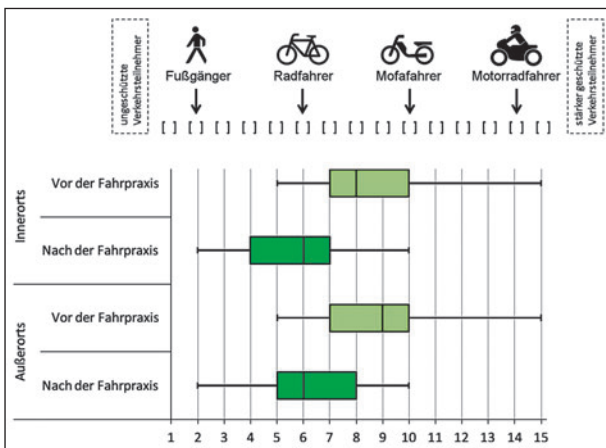 ungeschützte
Verkehrsteilnehmer
Fußgänger
Radfahrer
Mofafahrer
Motorradfahrer
stärker geschützte
Verkehrsteilnehmer
[ ] [ ] [ ] [ ] [ ] [ ] [ ] [ ] [ ] [ ] [ ] [ ] [ ] [ ] [ ]
Innerorts
Vor der Fahrpraxis
Nach der Fahrpraxis
Außerorts
Vor der Fahrpraxis
Nach der Fahrpraxis
1 2 3 4 5 6 7 8 9 10 11 12 13 14 15